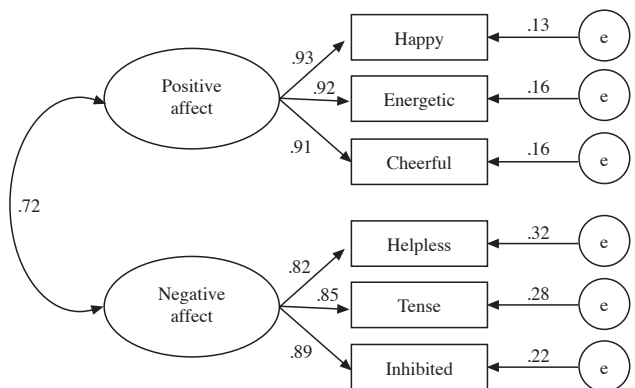 .93
Happy
.13
e
Positive
affect
.92
Energetic
.16
e
.91
Cheerful
.16
e
.72
.82
Helpless
.32
e
Negative
affect
.85
Tense
.28
e
.89
Inhibited
.22
e